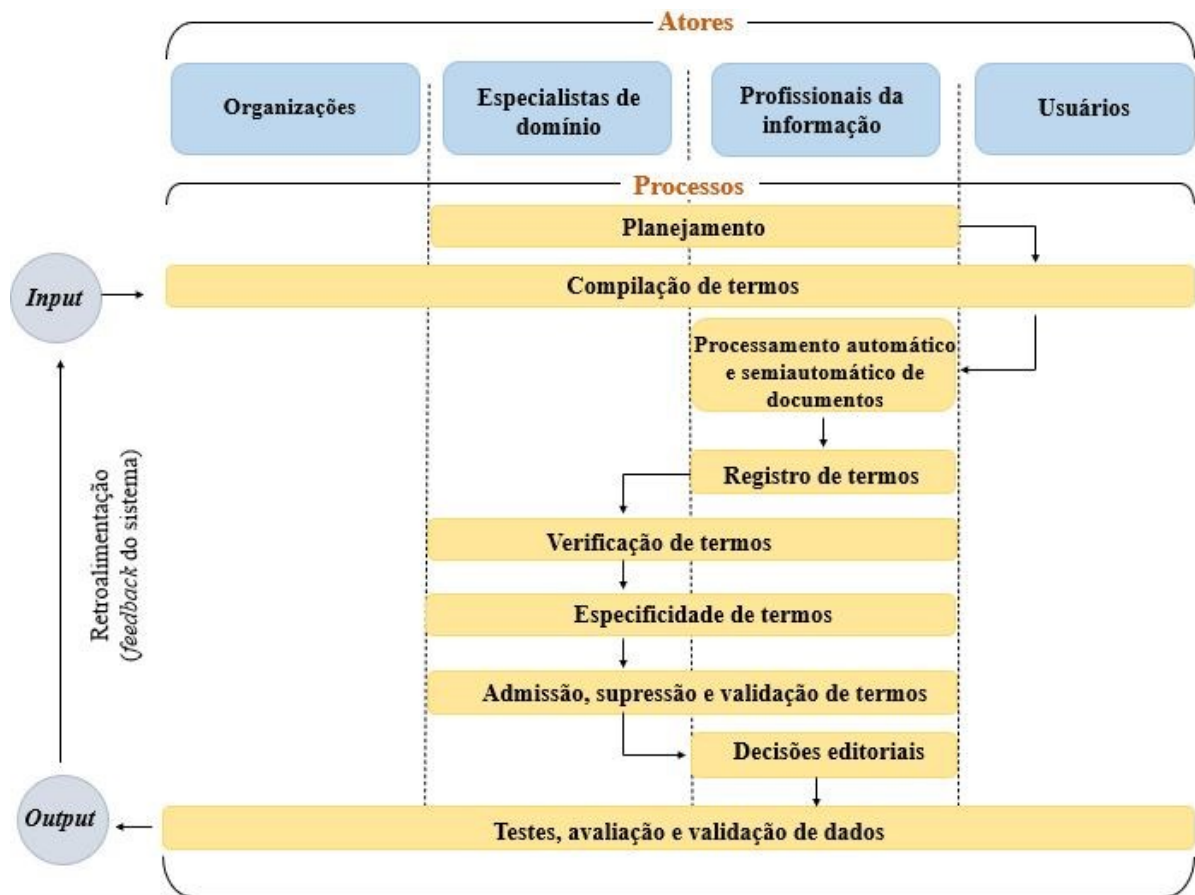 Atores
Organizações
Especialistas de
domínio
Profissionais da
informação
Usuários
Processos
Planejamento
Input
Compilação de termos
Processamento automático
e semiautomático de
documentos
Registro de termos
Verificação de termos
Especificidade de termos
Admissão, supressão e validação de termos
Decisões editoriais
Testes, avaliação e validação de dados
Output
Retroalimentação
(feedback do sistema)